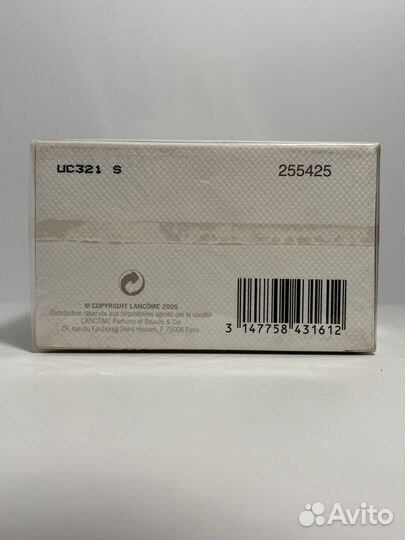 UC321 S
255425
© COPYRIGHT LANCÔME 2005
Distribution réservée aux dépositaires agréés par la société
LANCÔME Parfums et Beauté & Cie
29, rue du Faubourg Saint-Honoré, F 75008 Paris.
3 147758 431612
Avito